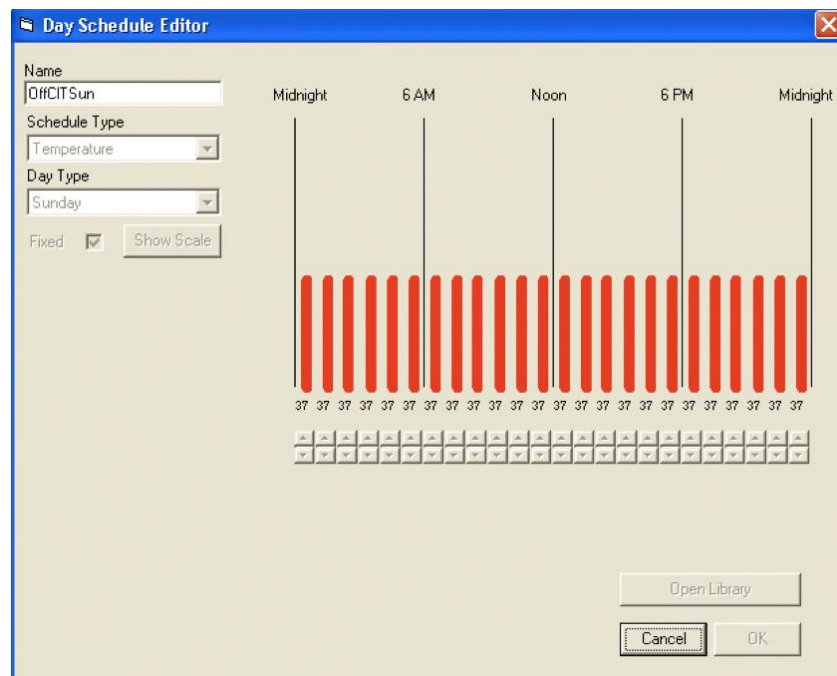 Day Schedule Editor
Name
OffClTSun
Schedule Type
Temperature
Day Type
Sunday
Fixed
Show Scale
Midnight 6 AM Noon 6 PM Midnight
37 37 37 37 37 37 37 37 37 37 37 37 37 37 37 37 37 37 37 37 37 37 37 37
Open Library
Cancel OK